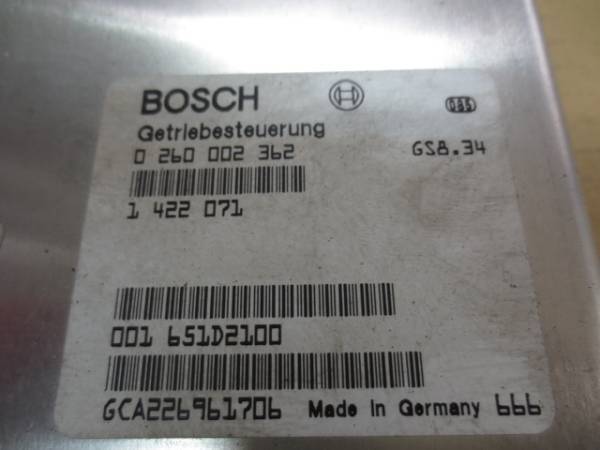 BOSCH
Getriebesteuerung
0 260 002 362 GS8.34
1 422 071
001 651D2100
GCA226961706 Made in Germany 666